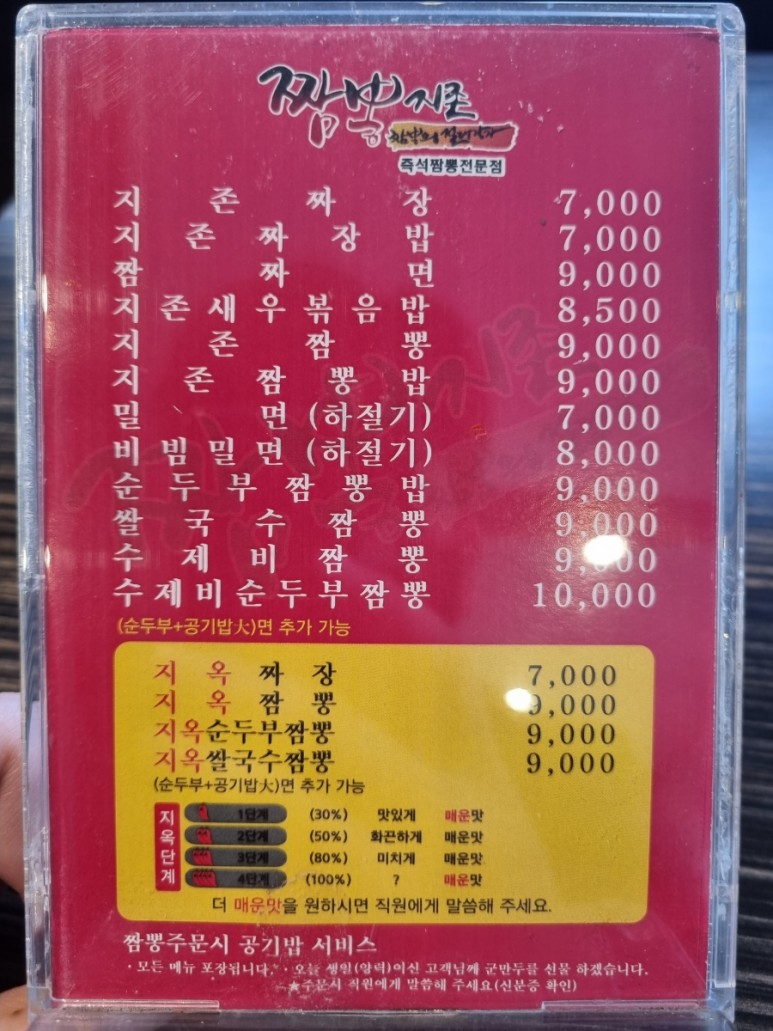 짬뽕지존
짬뽕의 절대강자
즉석짬뽕전문점
지존짜장 7,000
지존짜장밥 7,000
짬짜면 9,000
지존새우볶음밥 8,500
지존짬뽕 9,000
지존짬뽕밥 9,000
밀면(하절기) 7,000
비빔밀면(하절기) 8,000
순두부짬뽕밥 9,000
쌀국수짬뽕 9,000
수제비짬뽕 9,000
수제비순두부짬뽕 10,000
(순두부+공기밥大)면 추가 가능
지옥짜장 7,000
지옥짬뽕 9,000
지옥순두부짬뽕 9,000
지옥쌀국수짬뽕 9,000
(순두부+공기밥大)면 추가 가능
지옥단계
1단계 (30%) 맛있게 매운맛
2단계 (50%) 화끈하게 매운맛
3단계 (80%) 미치게 매운맛
4단계 (100%) ? 매운맛
더 매운맛을 원하시면 직원에게 말씀해 주세요.
짬뽕주문시 공기밥 서비스
· 모든 메뉴 포장됩니다. · 오늘 생일(양력)이신 고객님께 군만두를 선물 하겠습니다.
★주문시 직원에게 말씀해 주세요(신분증 확인)